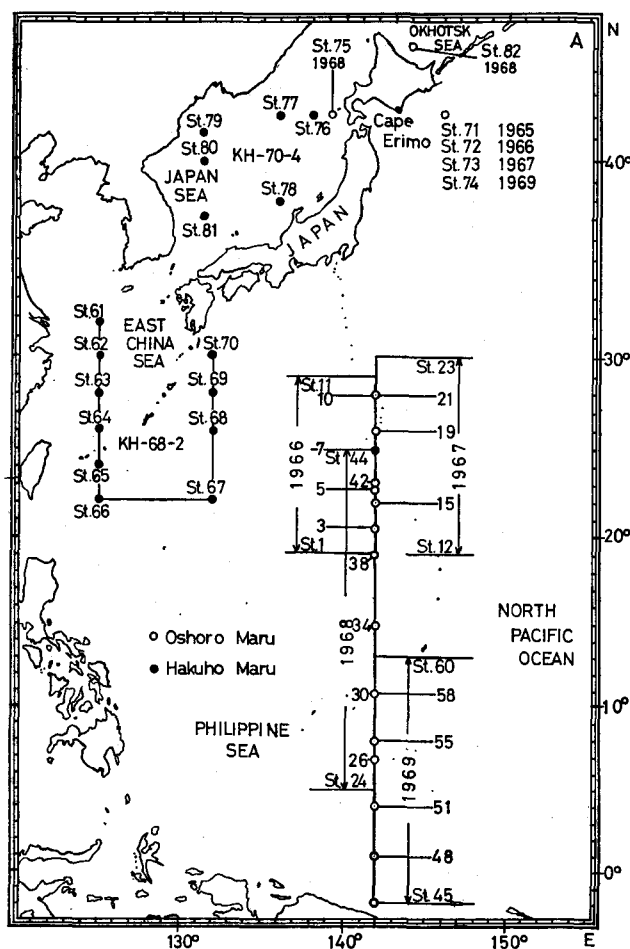 OKHOTSK
SEA
A
N
St.75
1968
St.82
1968
St.77
St.76
St.79
St.80
KH-70-4
JAPAN
SEA
St.78
St.81
Cape
Erimo
St.71 1965
St.72 1966
St.73 1967
St.74 1969
40°
JAPAN
St.61
EAST
CHINA
SEA
St.62
St.70
St.63
St.69
St.64
St.68
KH-68-2
St.65
St.66
St.67
30°
St.23
St.11
10
21
19
7
St.44
1966
1967
42
5
15
3
St.1
St.12
20°
38
34
1968
○ Oshoro Maru
● Hakuho Maru
NORTH
PACIFIC
OCEAN
St.60
30
58
10°
PHILIPPINE
SEA
55
26
St.24
1969
51
48
0°
St.45
130°
140°
150°E